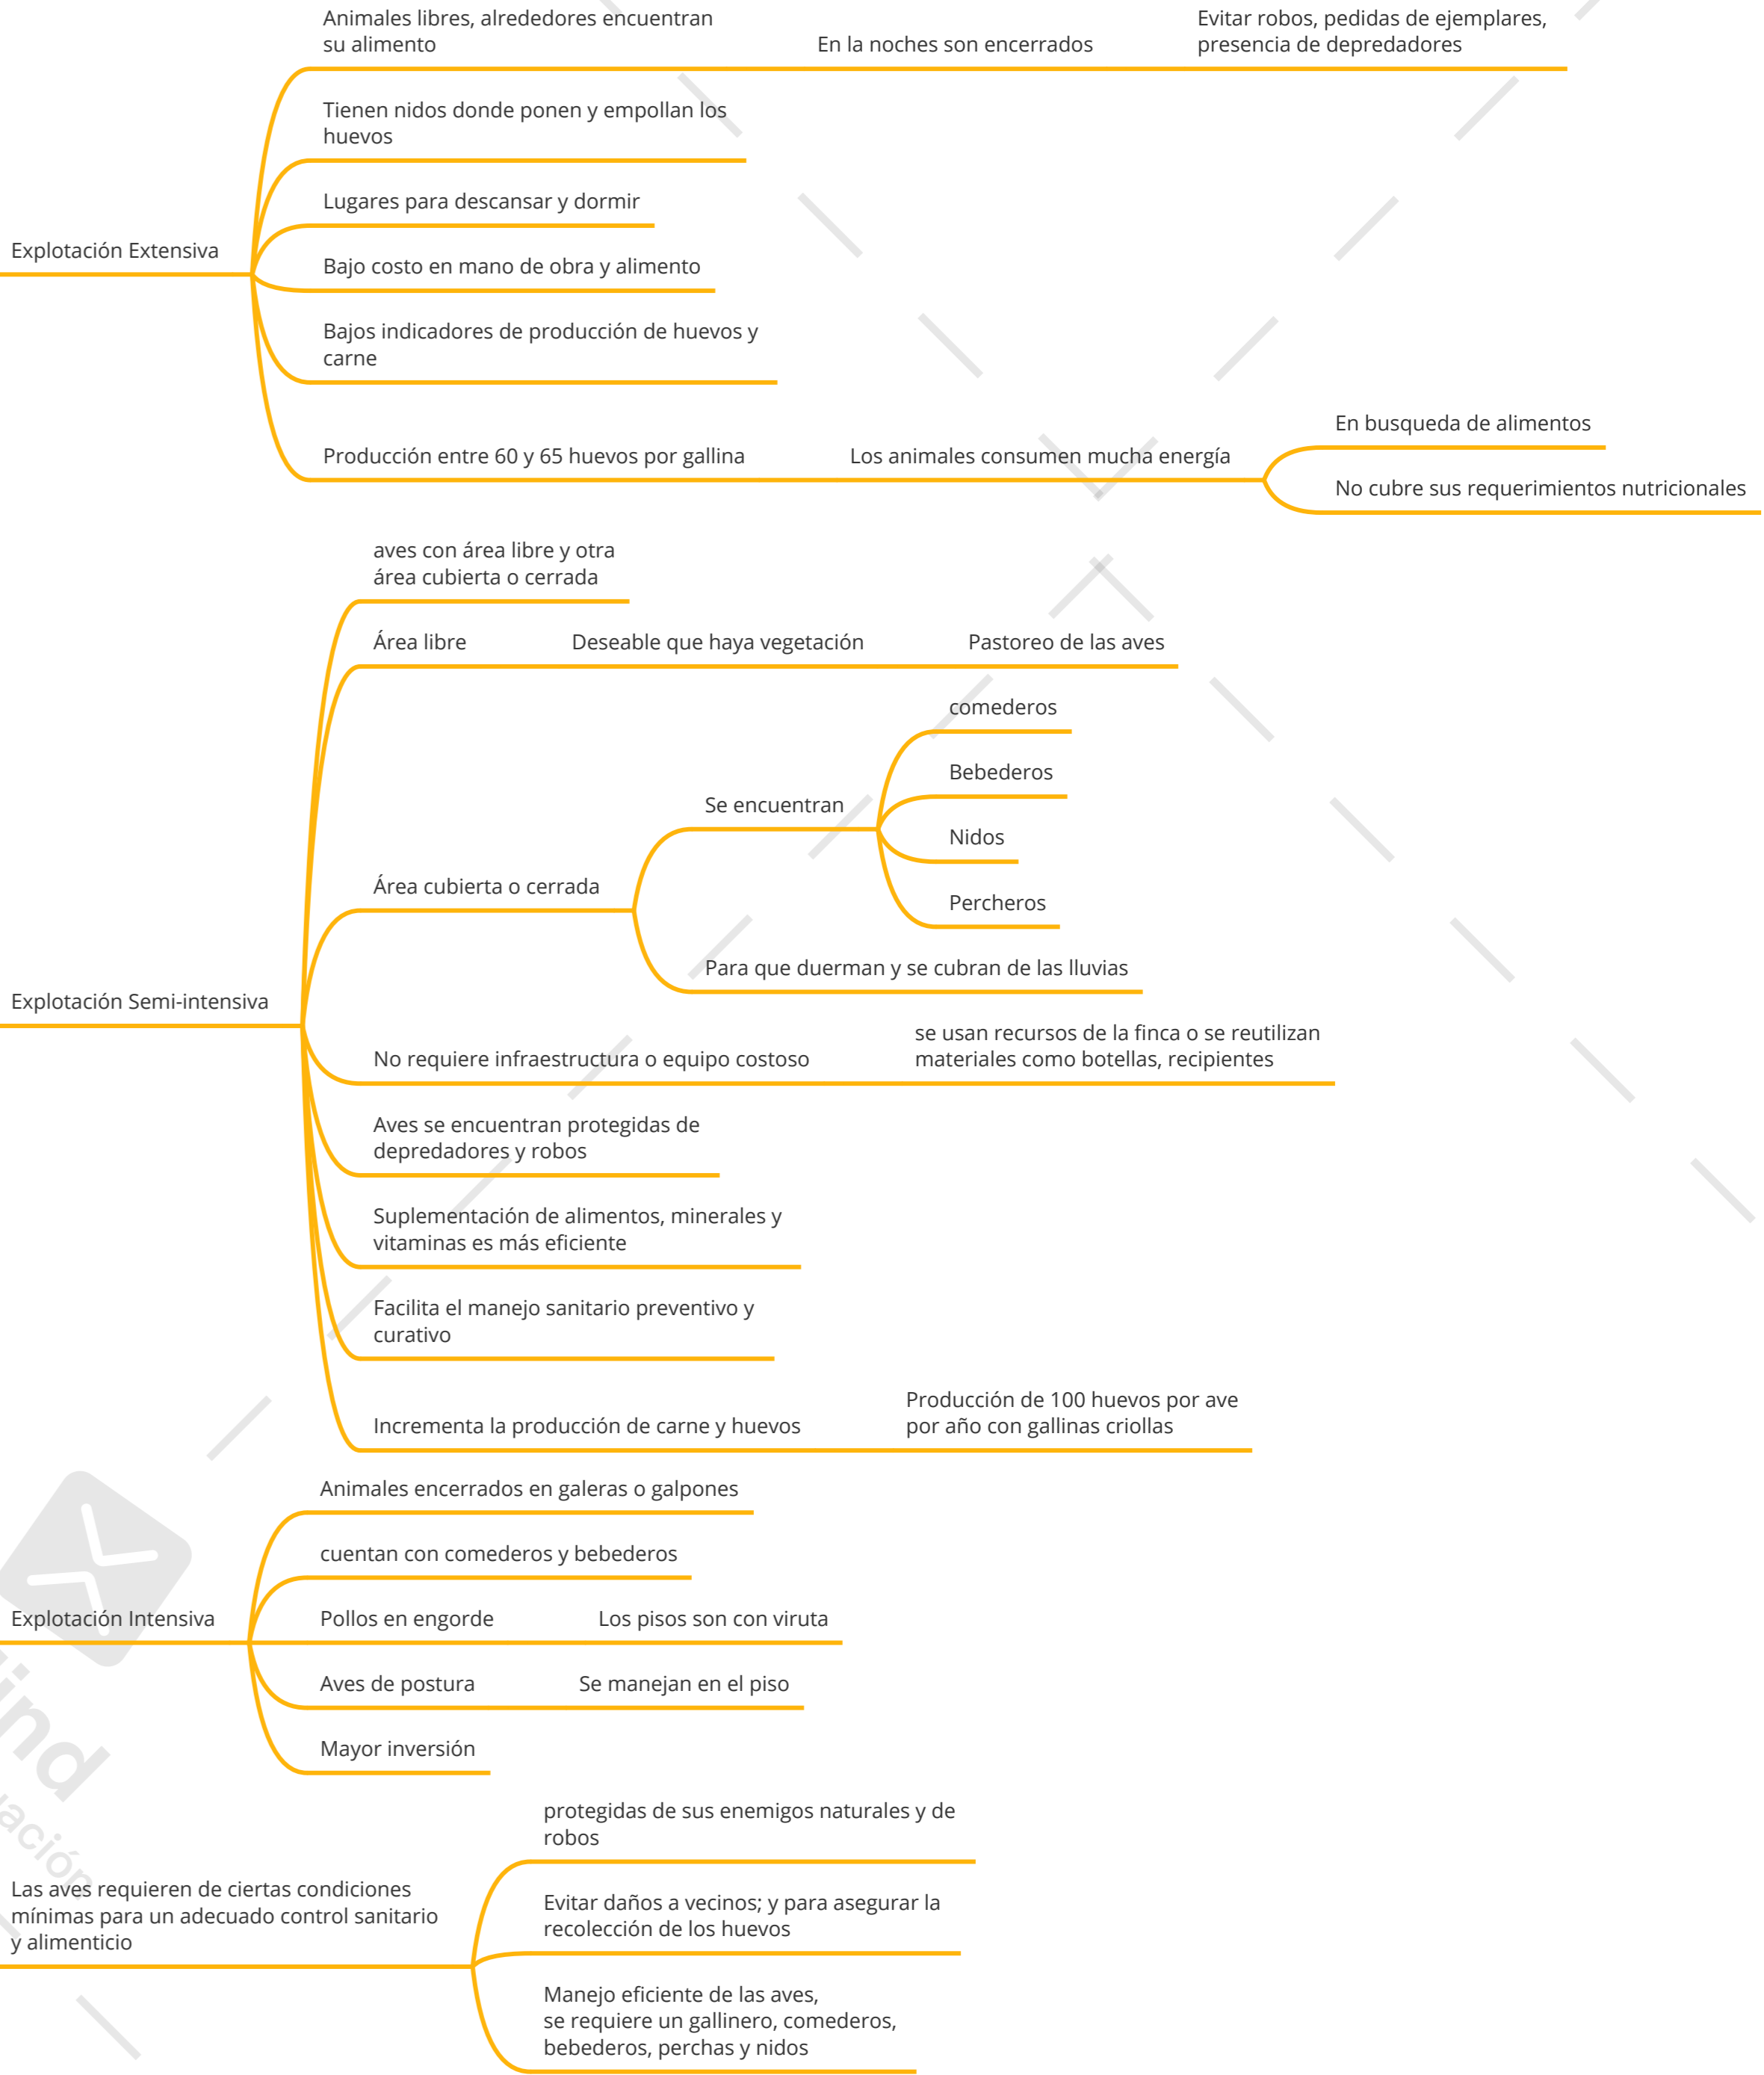 Animales libres, alrededores encuentran
su alimento
En la noches son encerrados
Evitar robos, pedidas de ejemplares,
presencia de depredadores
Tienen nidos donde ponen y empollan los
huevos
Lugares para descansar y dormir
Explotación Extensiva
Bajo costo en mano de obra y alimento
Bajos indicadores de producción de huevos y
carne
Producción entre 60 y 65 huevos por gallina
Los animales consumen mucha energía
En busqueda de alimentos
No cubre sus requerimientos nutricionales
aves con área libre y otra
área cubierta o cerrada
Área libre
Deseable que haya vegetación
Pastoreo de las aves
comederos
Bebederos
Se encuentran
Nidos
Área cubierta o cerrada
Percheros
Para que duerman y se cubran de las lluvias
Explotación Semi-intensiva
No requiere infraestructura o equipo costoso
se usan recursos de la finca o se reutilizan
materiales como botellas, recipientes
Aves se encuentran protegidas de
depredadores y robos
Suplementación de alimentos, minerales y
vitaminas es más eficiente
Facilita el manejo sanitario preventivo y
curativo
Incrementa la producción de carne y huevos
Producción de 100 huevos por ave
por año con gallinas criollas
Animales encerrados en galeras o galpones
cuentan con comederos y bebederos
Explotación Intensiva
Pollos en engorde
Los pisos son con viruta
Aves de postura
Se manejan en el piso
Mayor inversión
protegidas de sus enemigos naturales y de
robos
Las aves requieren de ciertas condiciones
mínimas para un adecuado control sanitario
y alimenticio
Evitar daños a vecinos; y para asegurar la
recolección de los huevos
Manejo eficiente de las aves,
se requiere un gallinero, comederos,
bebederos, perchas y nidos